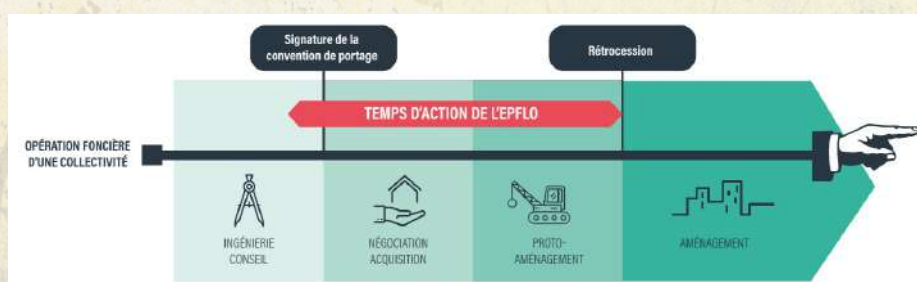 Signature de la
convention de portage
Rétrocession
TEMPS D'ACTION DE L'EPFLO
OPÉRATION FONCIÈRE
D'UNE COLLECTIVITÉ
INGÉNIERIE
CONSEIL
NÉGOCIATION
ACQUISITION
PROTO-
AMÉNAGEMENT
AMÉNAGEMENT